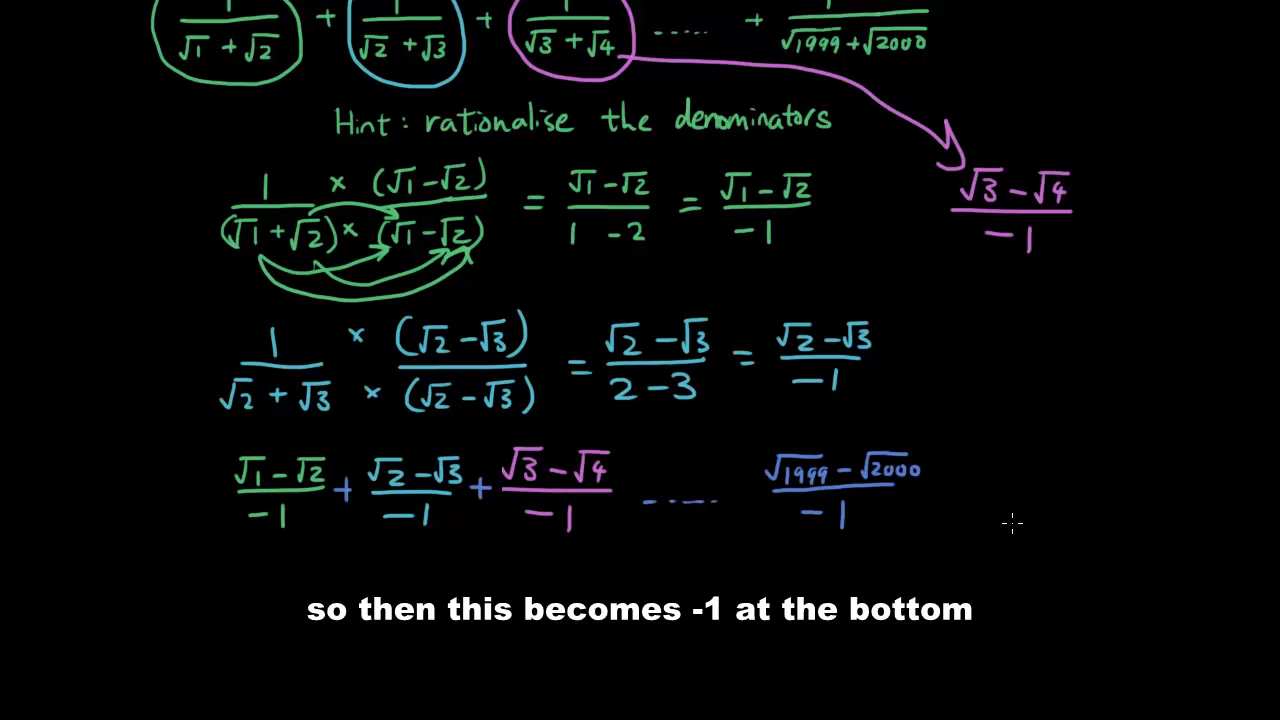 1/(√1 + √2) + 1/(√2 + √3) + 1/(√3 + √4) ..... + 1/(√1999 + √2000)
Hint : rationalise the denominators
1 × (√1 - √2) / (√1 + √2) × (√1 - √2) = (√1 - √2)/(1 - 2) = (√1 - √2)/-1
(√3 - √4)/-1
1 × (√2 - √3) / √2 + √3 × (√2 - √3) = (√2 - √3)/(2 - 3) = (√2 - √3)/-1
(√1 - √2)/-1 + (√2 - √3)/-1 + (√3 - √4)/-1 ...... (√1999 - √2000)/-1
so then this becomes -1 at the bottom